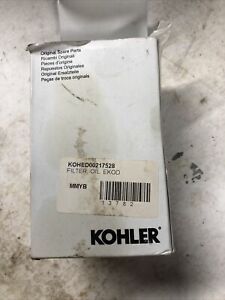 Original Spare Parts
Ricambi Originali
Pièces d'origine
Repuestos Originales
Original Ersatzteile
Peças de troca originais
KOHED00217528
FILTER, OIL EKOD
MMYB
13782
KOHLER